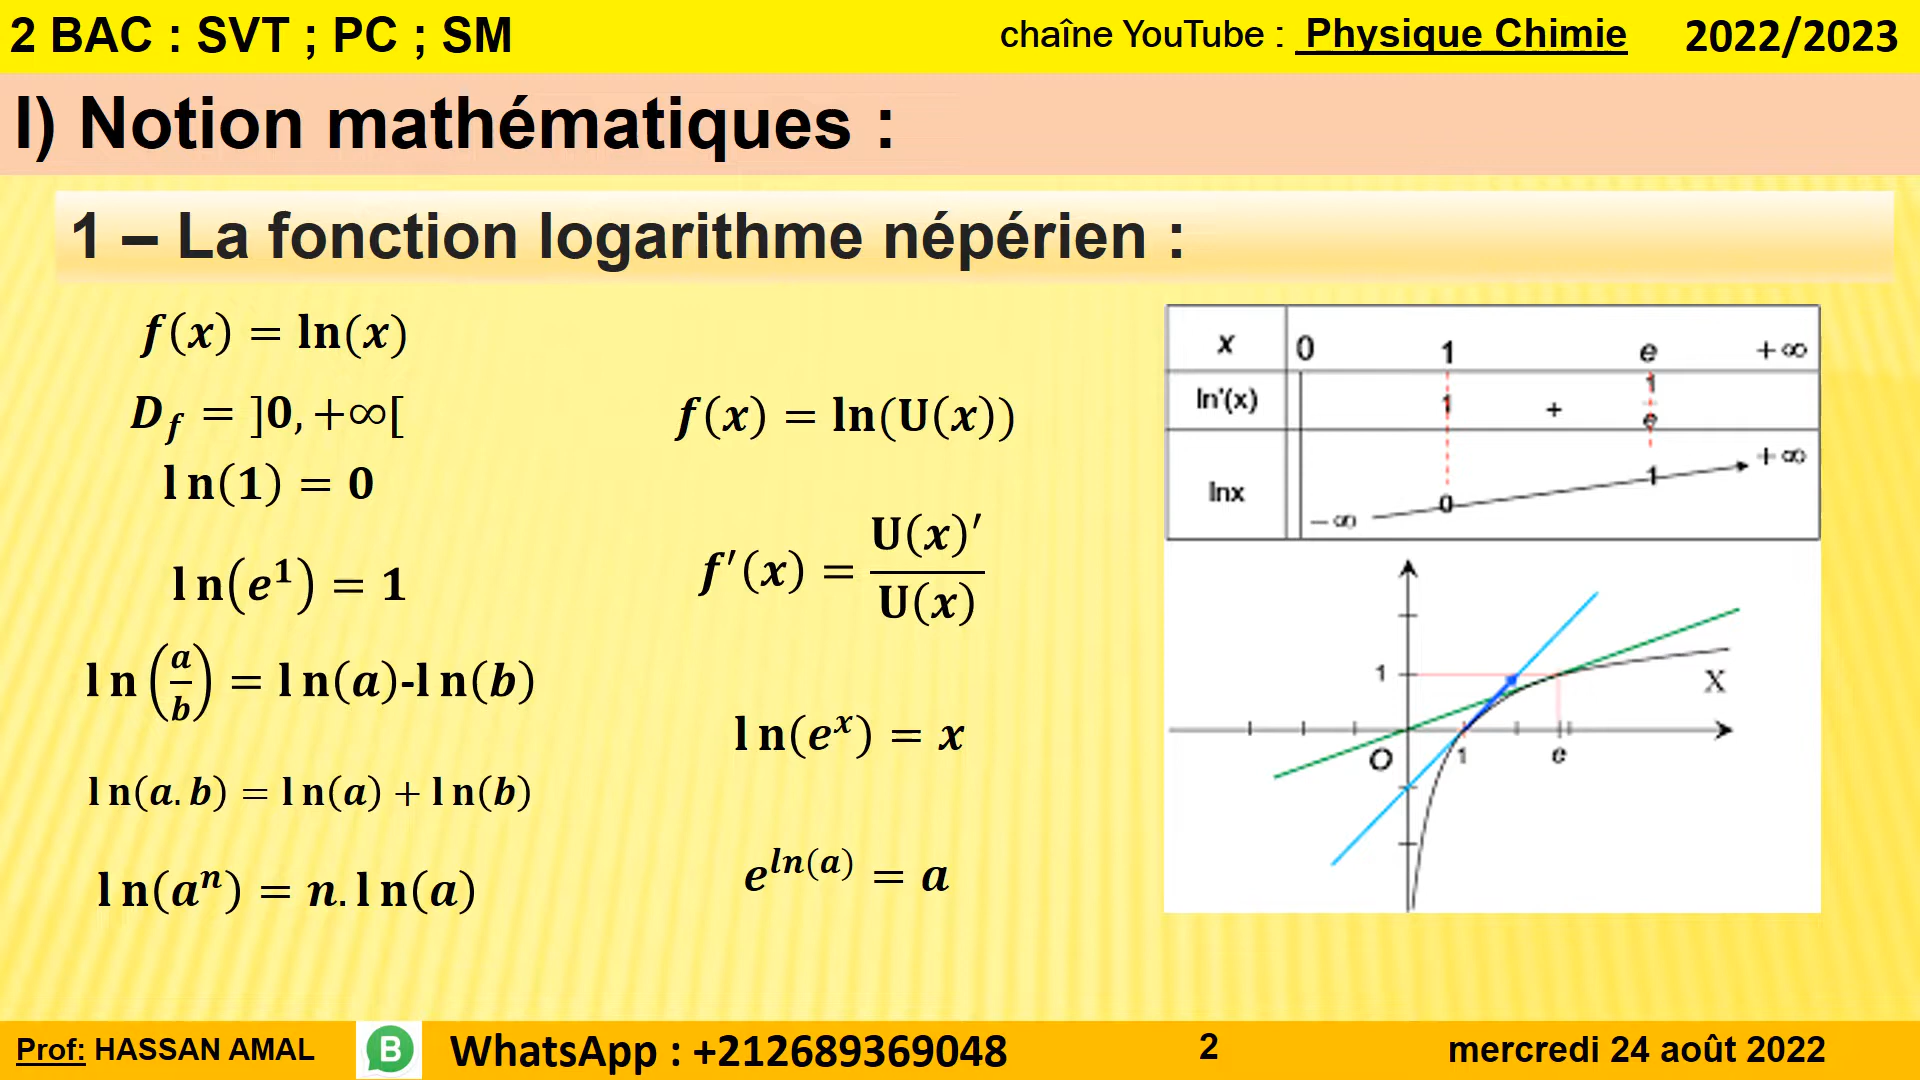 2 BAC : SVT ; PC ; SM
chaîne YouTube : Physique Chimie
2022/2023
I) Notion mathématiques :
1 – La fonction logarithme népérien :
f(x) = ln(x)
D_f = ]0, +∞[
ln(1) = 0
ln(e^1) = 1
ln(a/b) = ln(a)-ln(b)
ln(a.b) = ln(a) + ln(b)
ln(a^n) = n.ln(a)
f(x) = ln(U(x))
f′(x) = U(x)′/U(x)
ln(e^x) = x
e^{ln(a)} = a
x 0 1 e +∞
ln'(x) 1 + 1/e
lnx −∞ 0 1 +∞
1
X
O 1 e
Prof: HASSAN AMAL
B
WhatsApp : +212689369048
2
mercredi 24 août 2022